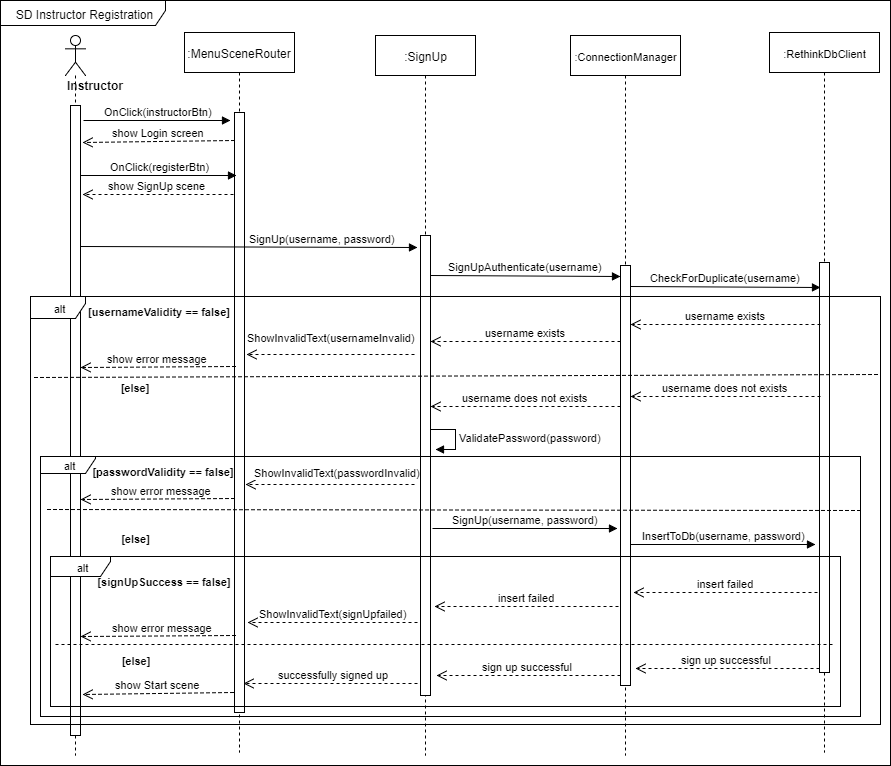 SD Instructor Registration
:MenuSceneRouter
:SignUp
:ConnectionManager
:RethinkDbClient
Instructor
OnClick(instructorBtn)
show Login screen
OnClick(registerBtn)
show SignUp scene
SignUp(username, password)
SignUpAuthenticate(username)
CheckForDuplicate(username)
alt
[usernameValidity == false]
username exists
username exists
ShowInvalidText(usernameInvalid)
show error message
[else]
username does not exists
username does not exists
ValidatePassword(password)
alt
[passwordValidity == false]
ShowInvalidText(passwordInvalid)
show error message
[else]
SignUp(username, password)
InsertToDb(username, password)
alt
[signUpSuccess == false]
insert failed
insert failed
ShowInvalidText(signUpfailed)
show error message
[else]
sign up successful
sign up successful
successfully signed up
show Start scene